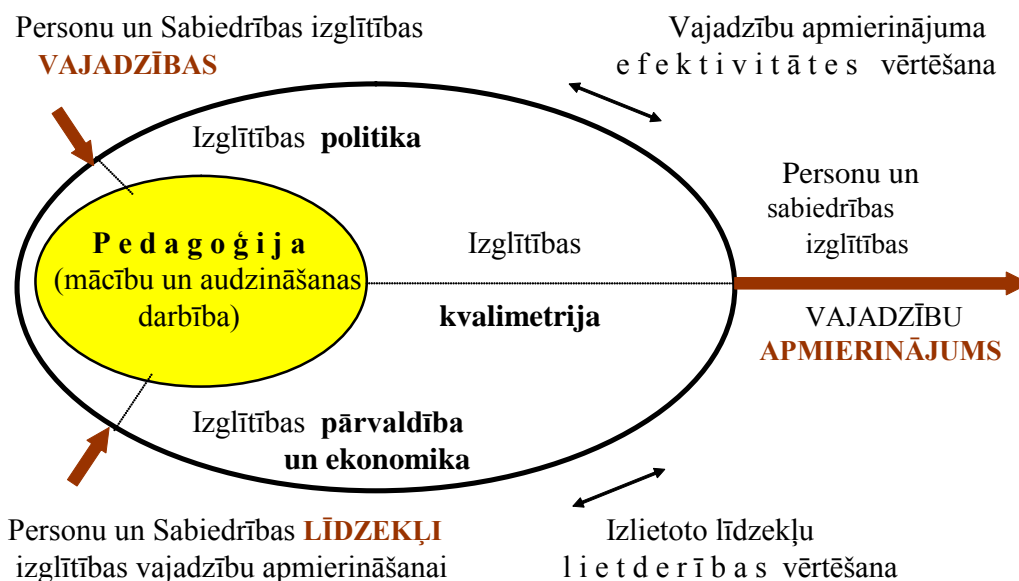 Personu un Sabiedrības izglītības
VAJADZĪBAS
Vajadzību apmierinājuma
efektivitātes vērtēšana
Izglītības politika
Pedagoģija
(mācību un audzināšanas
darbība)
Izglītības
kvalimetrija
Personu un
sabiedrības
izglītības
VAJADZĪBU
APMIERINĀJUMS
Izglītības pārvaldība
un ekonomika
Personu un Sabiedrības LĪDZEKĻI
izglītības vajadzību apmierināšanai
Izlietoto līdzekļu
lietderības vērtēšana